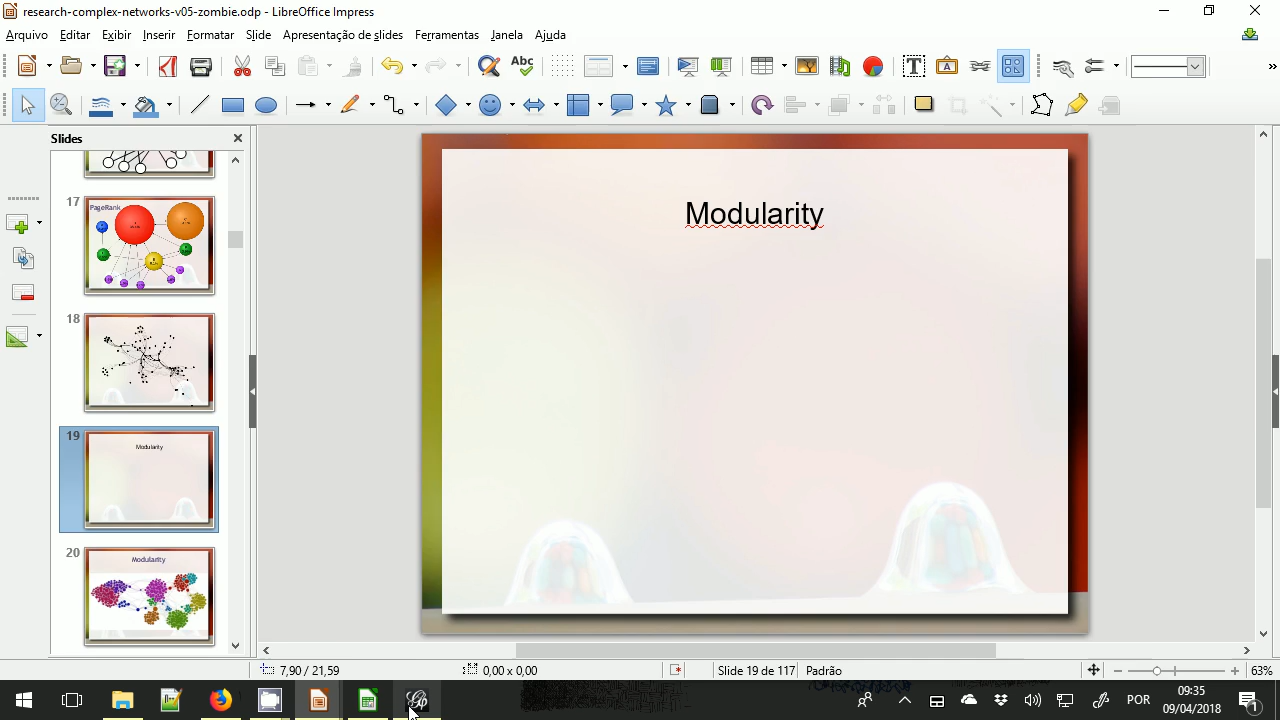 research-complex-networks-v05-zombie.odp - LibreOffice Impress
Arquivo Editar Exibir Inserir Formatar Slide Apresentação de slides Ferramentas Janela Ajuda
Abc
Slides
17
PageRank
18
19
Modularity
20
Modularity
Modularity
7,90 / 21,59
0,00 x 0,00
Slide 19 de 117
Padrão
63%
POR
09:35
09/04/2018
1